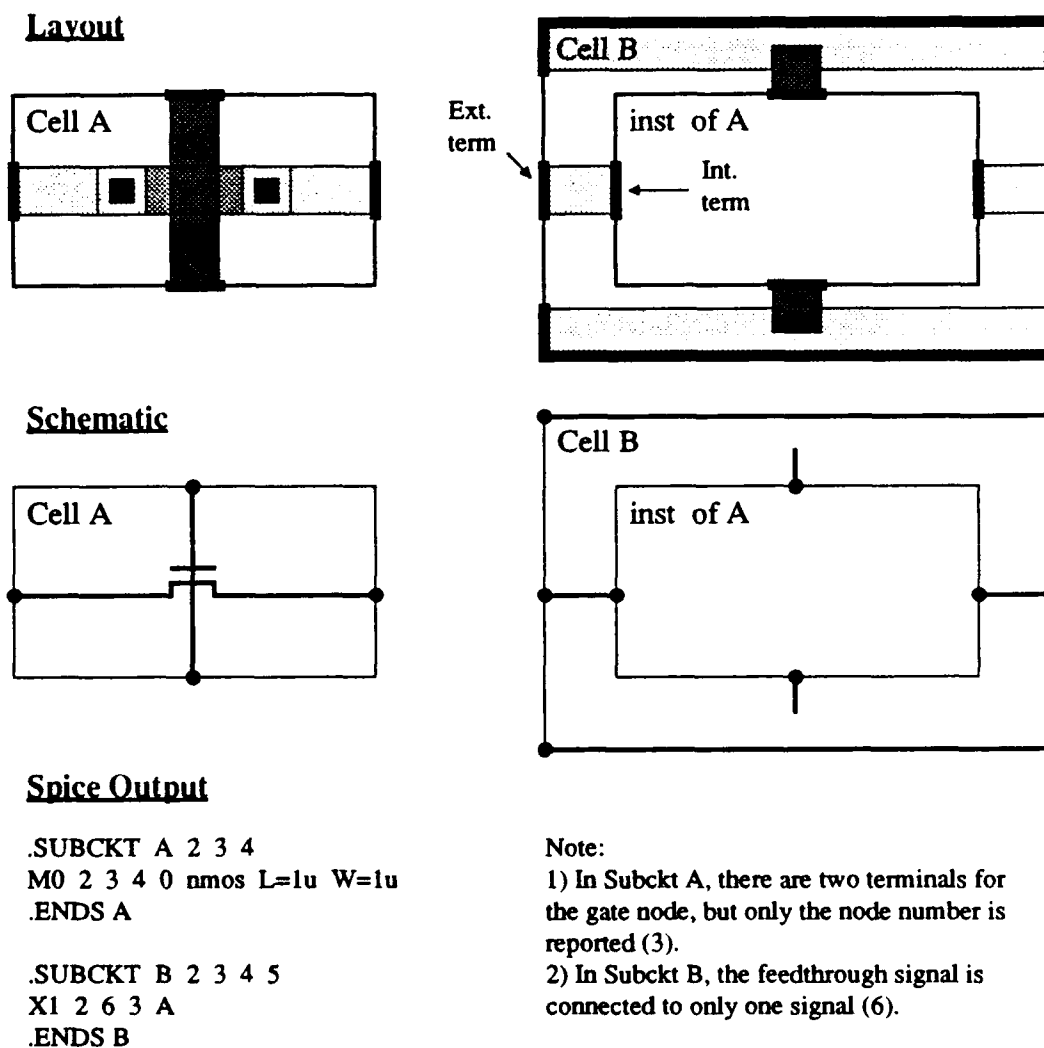 Layout
Cell A
Cell B
Ext.
term
inst of A
Int.
term
Schematic
Cell A
Cell B
inst of A
Spice Output
.SUBCKT A 2 3 4
M0 2 3 4 0 nmos L=1u W=1u
.ENDS A
.SUBCKT B 2 3 4 5
X1 2 6 3 A
.ENDS B
Note:
1) In Subckt A, there are two terminals for
the gate node, but only the node number is
reported (3).
2) In Subckt B, the feedthrough signal is
connected to only one signal (6).